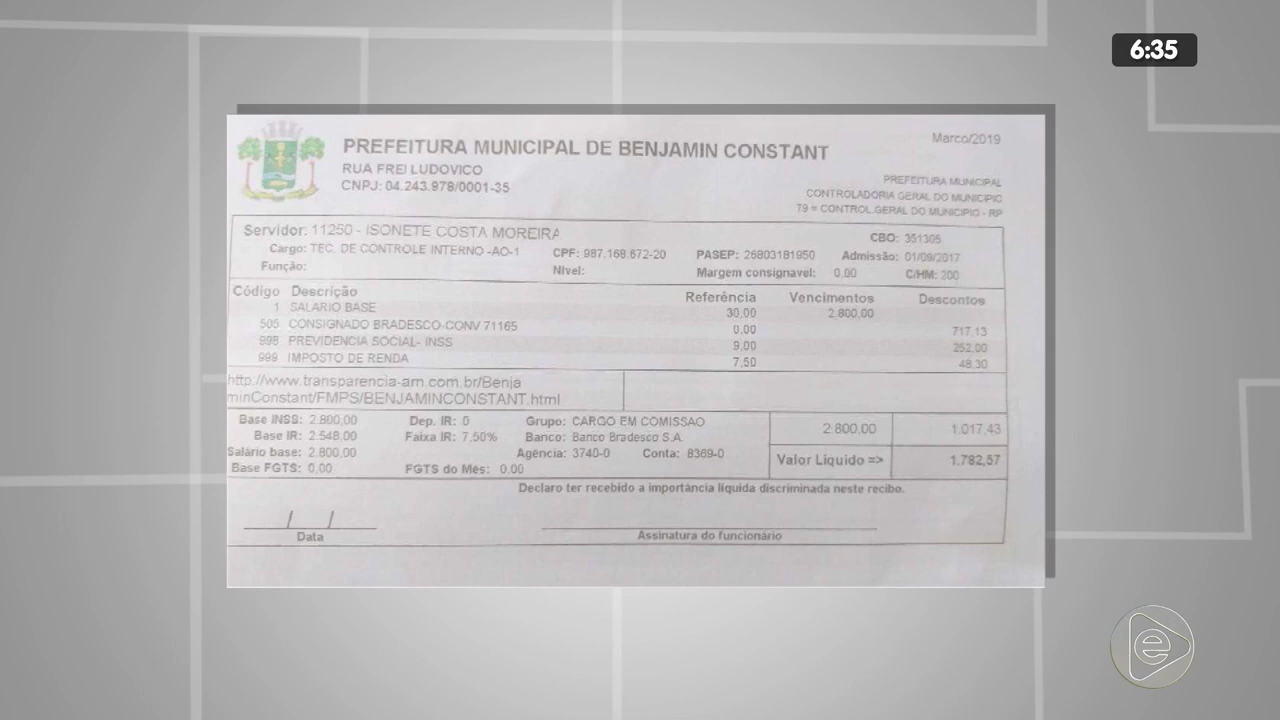 6:35
Marco/2019
PREFEITURA MUNICIPAL DE BENJAMIN CONSTANT
RUA FREI LUDOVICO
CNPJ: 04.243.978/0001-35
PREFEITURA MUNICIPAL
CONTROLADORIA GERAL DO MUNICIPIO
79 = CONTROL.GERAL DO MUNICIPIO - RP
Servidor: 11250 - ISONETE COSTA MOREIRA CBO: 351305
Cargo: TEC. DE CONTROLE INTERNO -AO-1 CPF: 987.168.672-20 PASEP: 26803181950 Admissão: 01/09/2017
Função: Nível: Margem consignavel: 0,00 C/HM: 200
Código Descrição Referência Vencimentos Descontos
1 SALARIO BASE 30,00 2.800,00
505 CONSIGNADO BRADESCO-CONV 71165 0,00 717,13
998 PREVIDENCIA SOCIAL- INSS 9,00 252,00
999 IMPOSTO DE RENDA 7,50 48,30
http://www.transparencia-am.com.br/Benja
minConstant/FMPS/BENJAMINCONSTANT.html
Base INSS: 2.800,00 Dep. IR: 0 Grupo: CARGO EM COMISSAO 2.800,00 1.017,43
Base IR: 2.548,00 Faixa IR: 7,50% Banco: Banco Bradesco S.A.
Salário base: 2.800,00 Agência: 3740-0 Conta: 8369-0 Valor Líquido => 1.782,57
Base FGTS: 0,00 FGTS do Mês: 0,00
Declaro ter recebido a importância líquida discriminada neste recibo.
/ /
Data Assinatura do funcionário
e